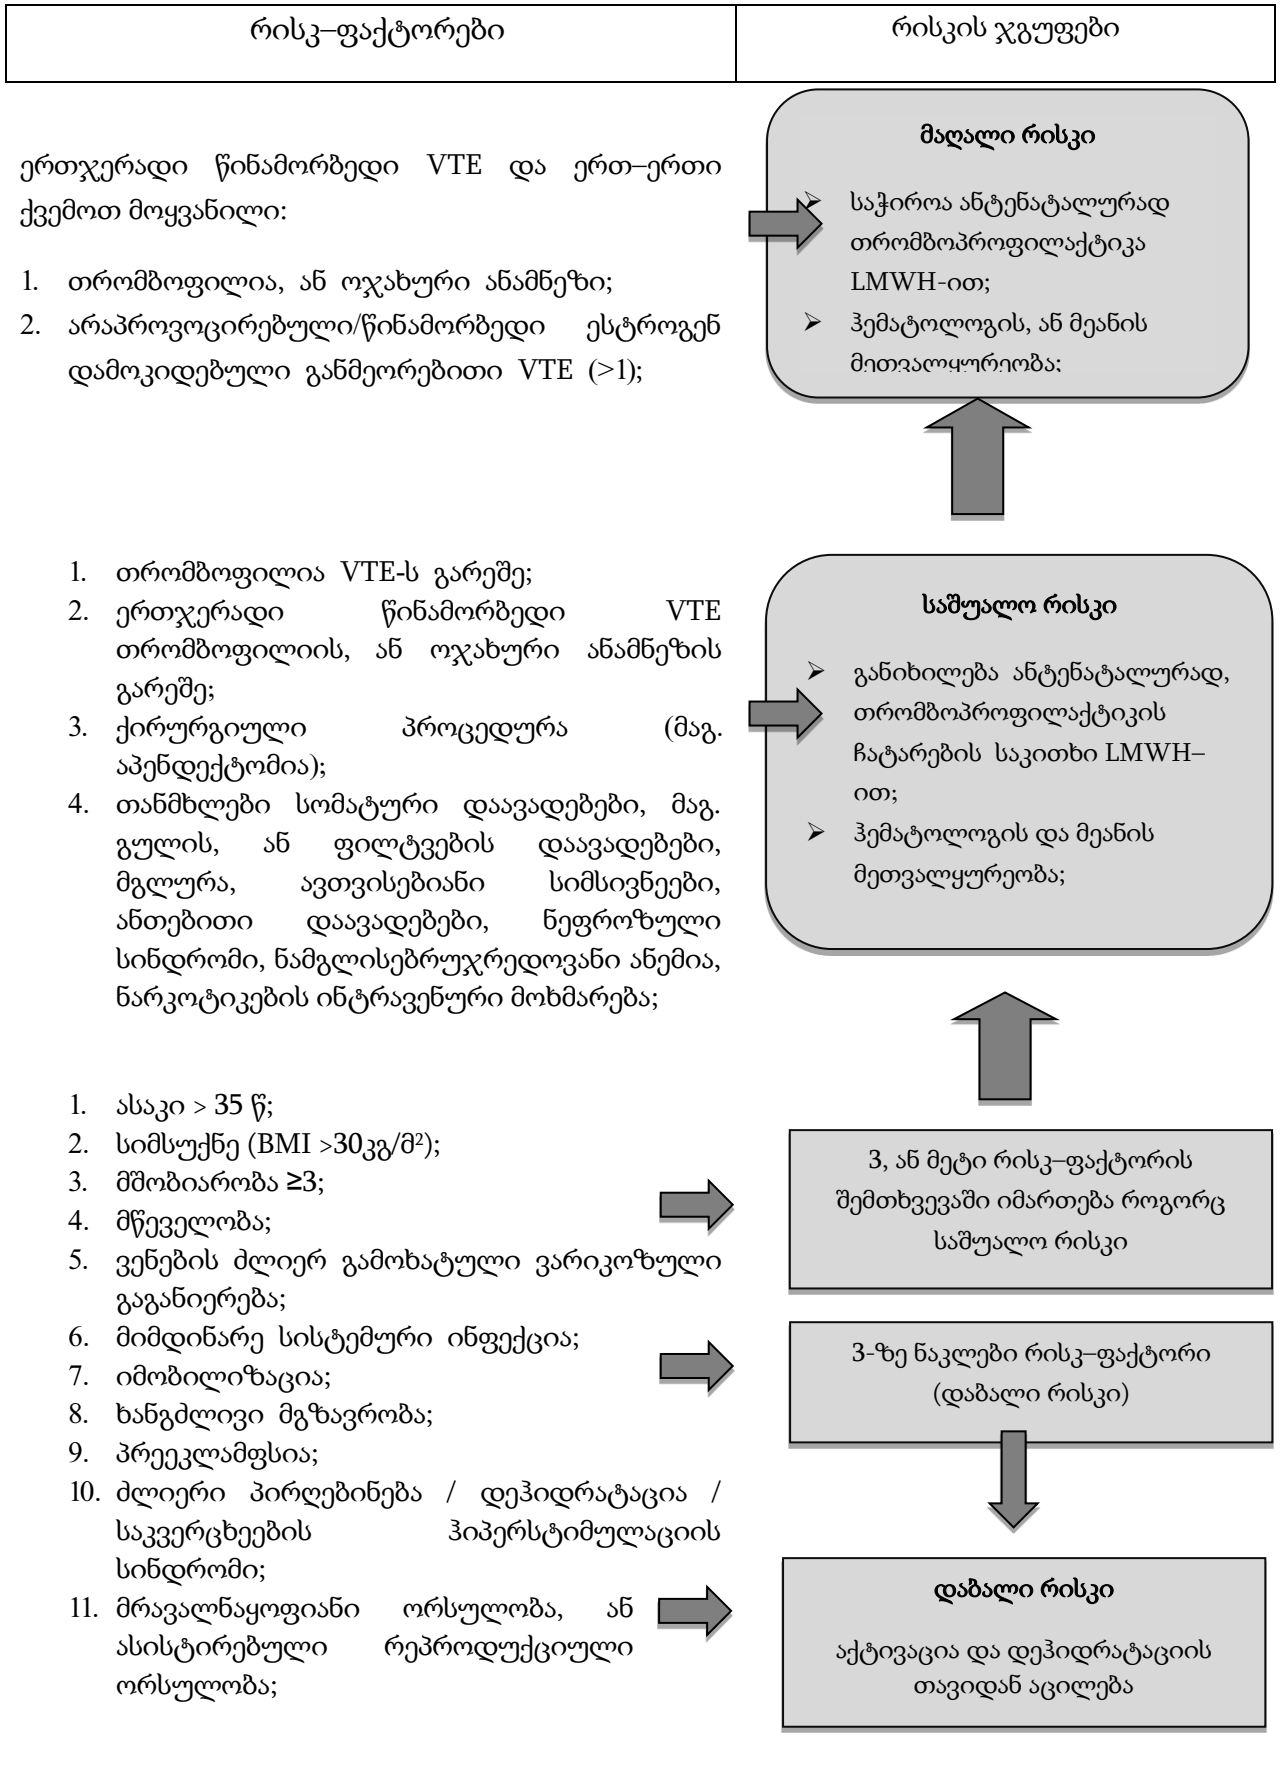 რისკ–ფაქტორები
რისკის ჯგუფები
ერთჯერადი წინამორბედი VTE და ერთ–ერთი
ქვემოთ მოყვანილი:
1. თრომბოფილია, ან ოჯახური ანამნეზი;
2. არაპროვოცირებული/წინამორბედი ესტროგენ
დამოკიდებული განმეორებითი VTE (>1);
მაღალი რისკი
➢ საჭიროა ანტენატალურად
თრომბოპროფილაქტიკა
LMWH-ით;
➢ ჰემატოლოგის, ან მეანის
მეთვალყურეობა;
1. თრომბოფილია VTE-ს გარეშე;
2. ერთჯერადი წინამორბედი VTE
თრომბოფილიის, ან ოჯახური ანამნეზის
გარეშე;
3. ქირურგიული პროცედურა (მაგ.
აპენდექტომია);
4. თანმხლები სომატური დაავადებები, მაგ.
გულის, ან ფილტვების დაავადებები,
მგლურა, ავთვისებიანი სიმსივნეები,
ანთებითი დაავადებები, ნეფროზული
სინდრომი, ნამგლისებრუჯრედოვანი ანემია,
ნარკოტიკების ინტრავენური მოხმარება;
საშუალო რისკი
➢ განიხილება ანტენატალურად,
თრომბოპროფილაქტიკის
ჩატარების საკითხი LMWH–
ით;
➢ ჰემატოლოგის და მეანის
მეთვალყურეობა;
1. ასაკი > 35 წ;
2. სიმსუქნე (BMI >30კგ/მ²);
3. მშობიარობა ≥3;
4. მწეველობა;
5. ვენების ძლიერ გამოხატული ვარიკოზული
გაგანიერება;
6. მიმდინარე სისტემური ინფექცია;
7. იმობილიზაცია;
8. ხანგძლივი მგზავრობა;
9. პრეეკლამფსია;
10. ძლიერი პირღებინება / დეჰიდრატაცია /
საკვერცხეების ჰიპერსტიმულაციის
სინდრომი;
11. მრავალნაყოფიანი ორსულობა, ან
ასისტირებული რეპროდუქციული
ორსულობა;
3, ან მეტი რისკ–ფაქტორის
შემთხვევაში იმართება როგორც
საშუალო რისკი
3-ზე ნაკლები რისკ–ფაქტორი
(დაბალი რისკი)
დაბალი რისკი
აქტივაცია და დეჰიდრატაციის
თავიდან აცილება